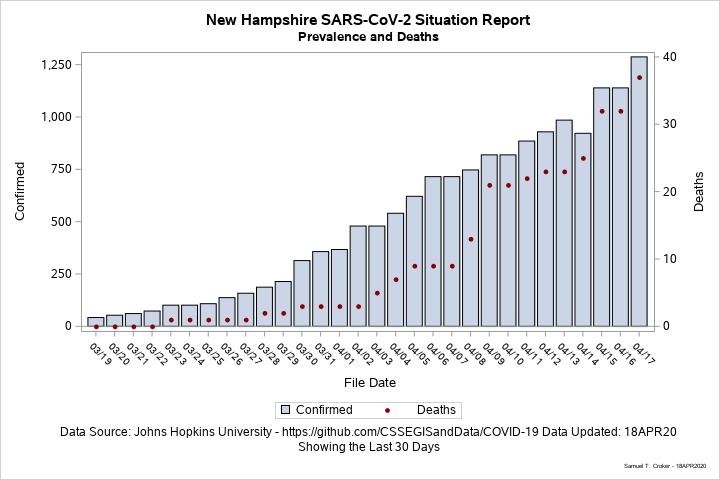 New Hampshire SARS-CoV-2 Situation Report
Prevalence and Deaths
Confirmed
1,250
1,000
750
500
250
0
Deaths
40
30
20
10
0
03/19 03/20 03/21 03/22 03/23 03/24 03/25 03/26 03/27 03/28 03/29 03/30 03/31 04/01 04/02 04/03 04/04 04/05 04/06 04/07 04/08 04/09 04/10 04/11 04/12 04/13 04/14 04/15 04/16 04/17
File Date
Confirmed Deaths
Data Source: Johns Hopkins University - https://github.com/CSSEGISandData/COVID-19 Data Updated: 18APR20
Showing the Last 30 Days
Samuel T. Croker - 18APR2020